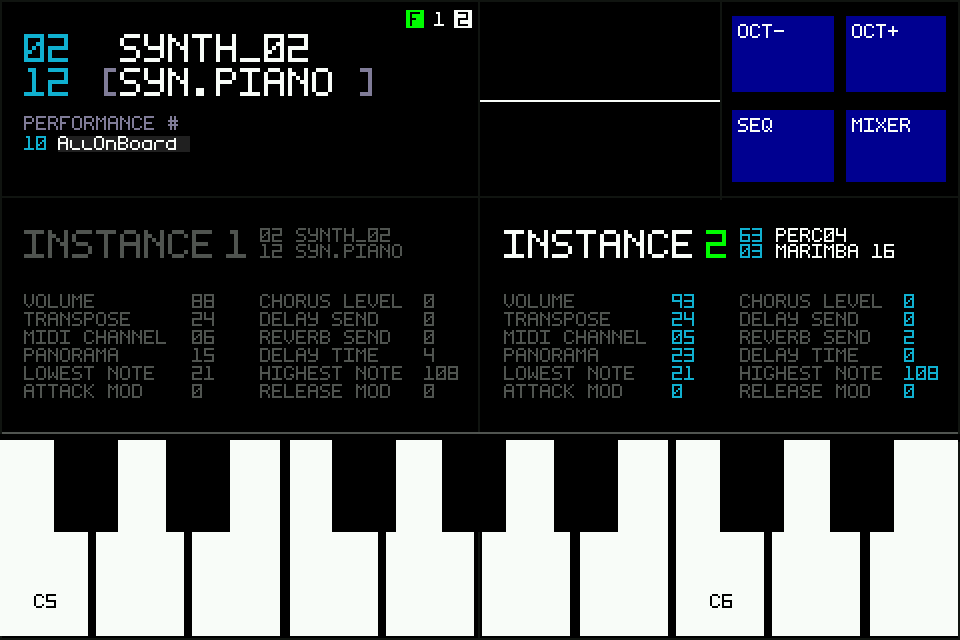 F 1 2
02 SYNTH_02
12 [SYN.PIANO ]
PERFORMANCE #
10 AllOnBoard
OCT- OCT+
SEQ MIXER
INSTANCE 1 02 SYNTH_02
12 SYN.PIANO
VOLUME 88 CHORUS LEVEL 0
TRANSPOSE 24 DELAY SEND 0
MIDI CHANNEL 06 REVERB SEND 0
PANORAMA 15 DELAY TIME 4
LOWEST NOTE 21 HIGHEST NOTE 108
ATTACK MOD 0 RELEASE MOD 0
INSTANCE 2 63 PERC04
03 MARIMBA 16
VOLUME 93 CHORUS LEVEL 0
TRANSPOSE 24 DELAY SEND 0
MIDI CHANNEL 05 REVERB SEND 2
PANORAMA 23 DELAY TIME 0
LOWEST NOTE 21 HIGHEST NOTE 108
ATTACK MOD 0 RELEASE MOD 0
C5 C6